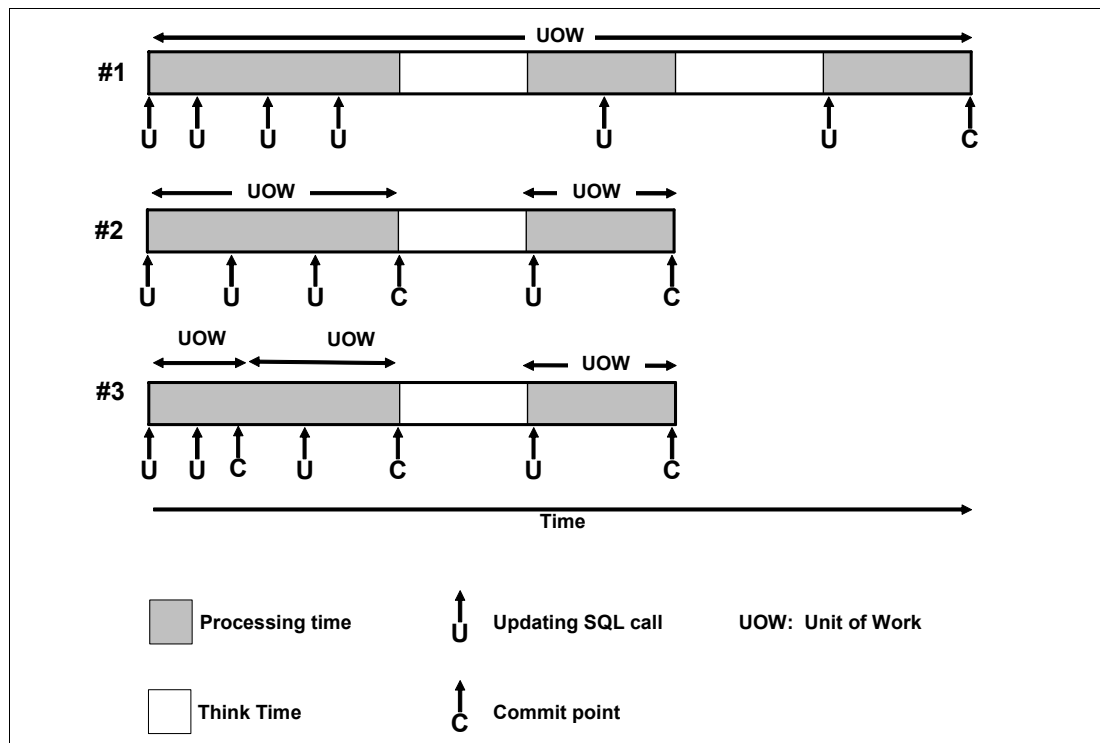 UOW
#1
U U U U U U C
UOW UOW
#2
U U U C U C
UOW UOW UOW
#3
U U C U C U C
Time
Processing time U Updating SQL call UOW: Unit of Work
Think Time C Commit point